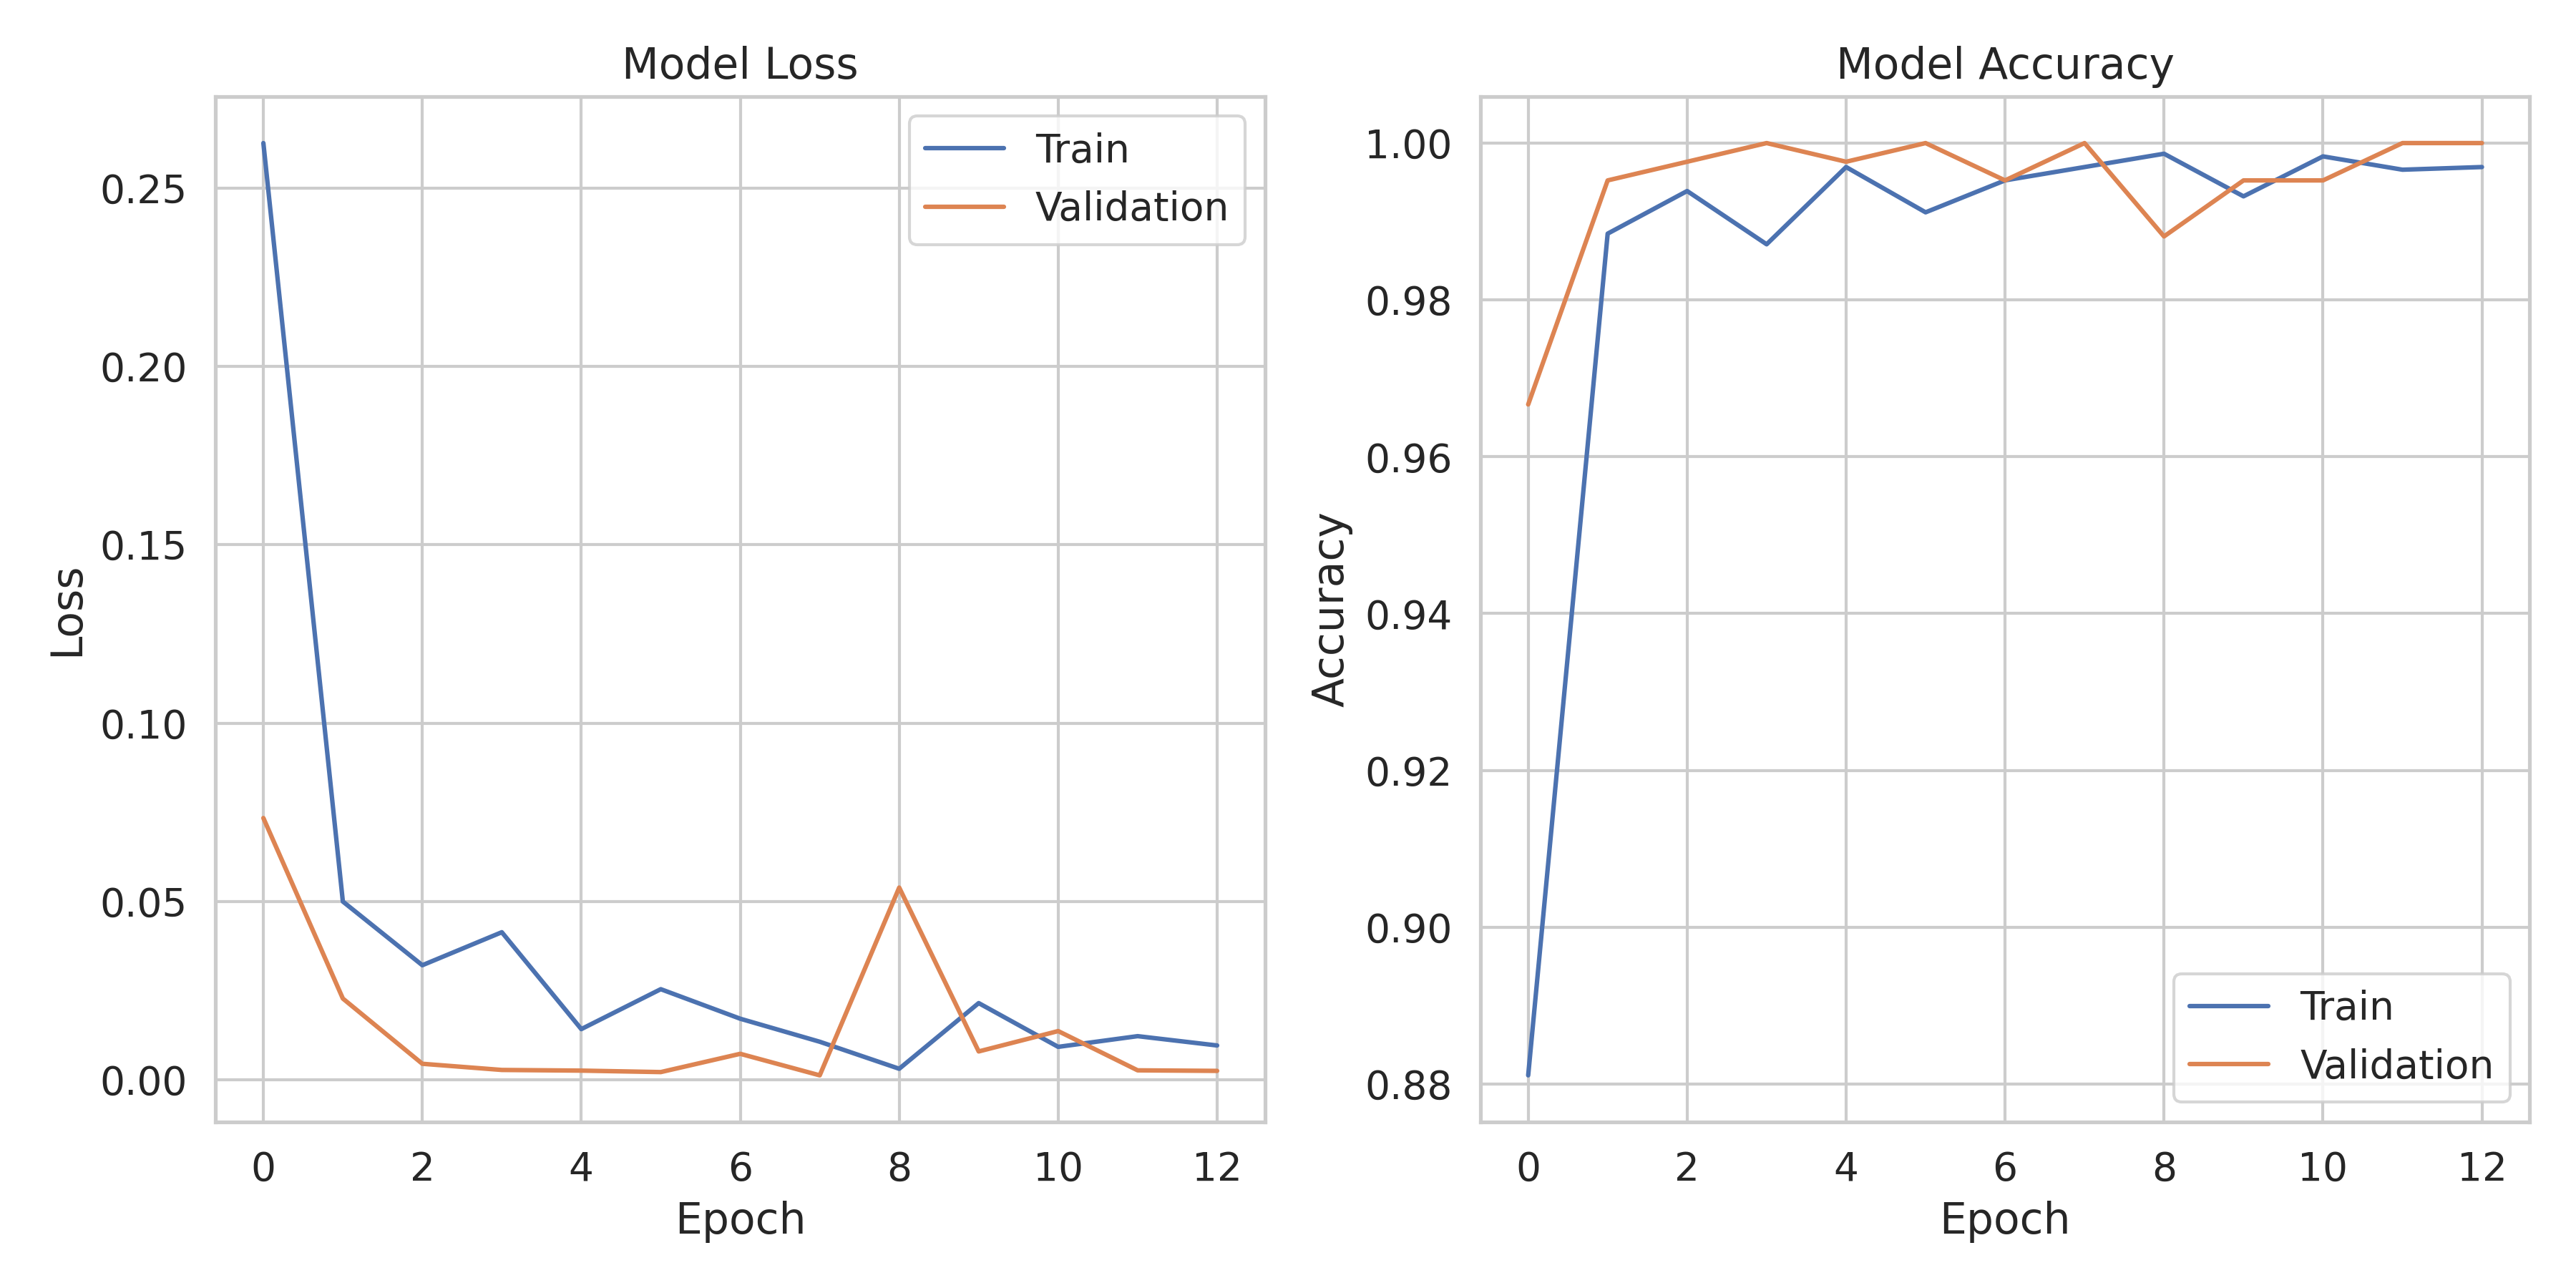 Model Loss
Loss
0.25
0.20
0.15
0.10
0.05
0.00
Train
Validation
0 2 4 6 8 10 12
Epoch
Model Accuracy
Accuracy
1.00
0.98
0.96
0.94
0.92
0.90
0.88
Train
Validation
0 2 4 6 8 10 12
Epoch